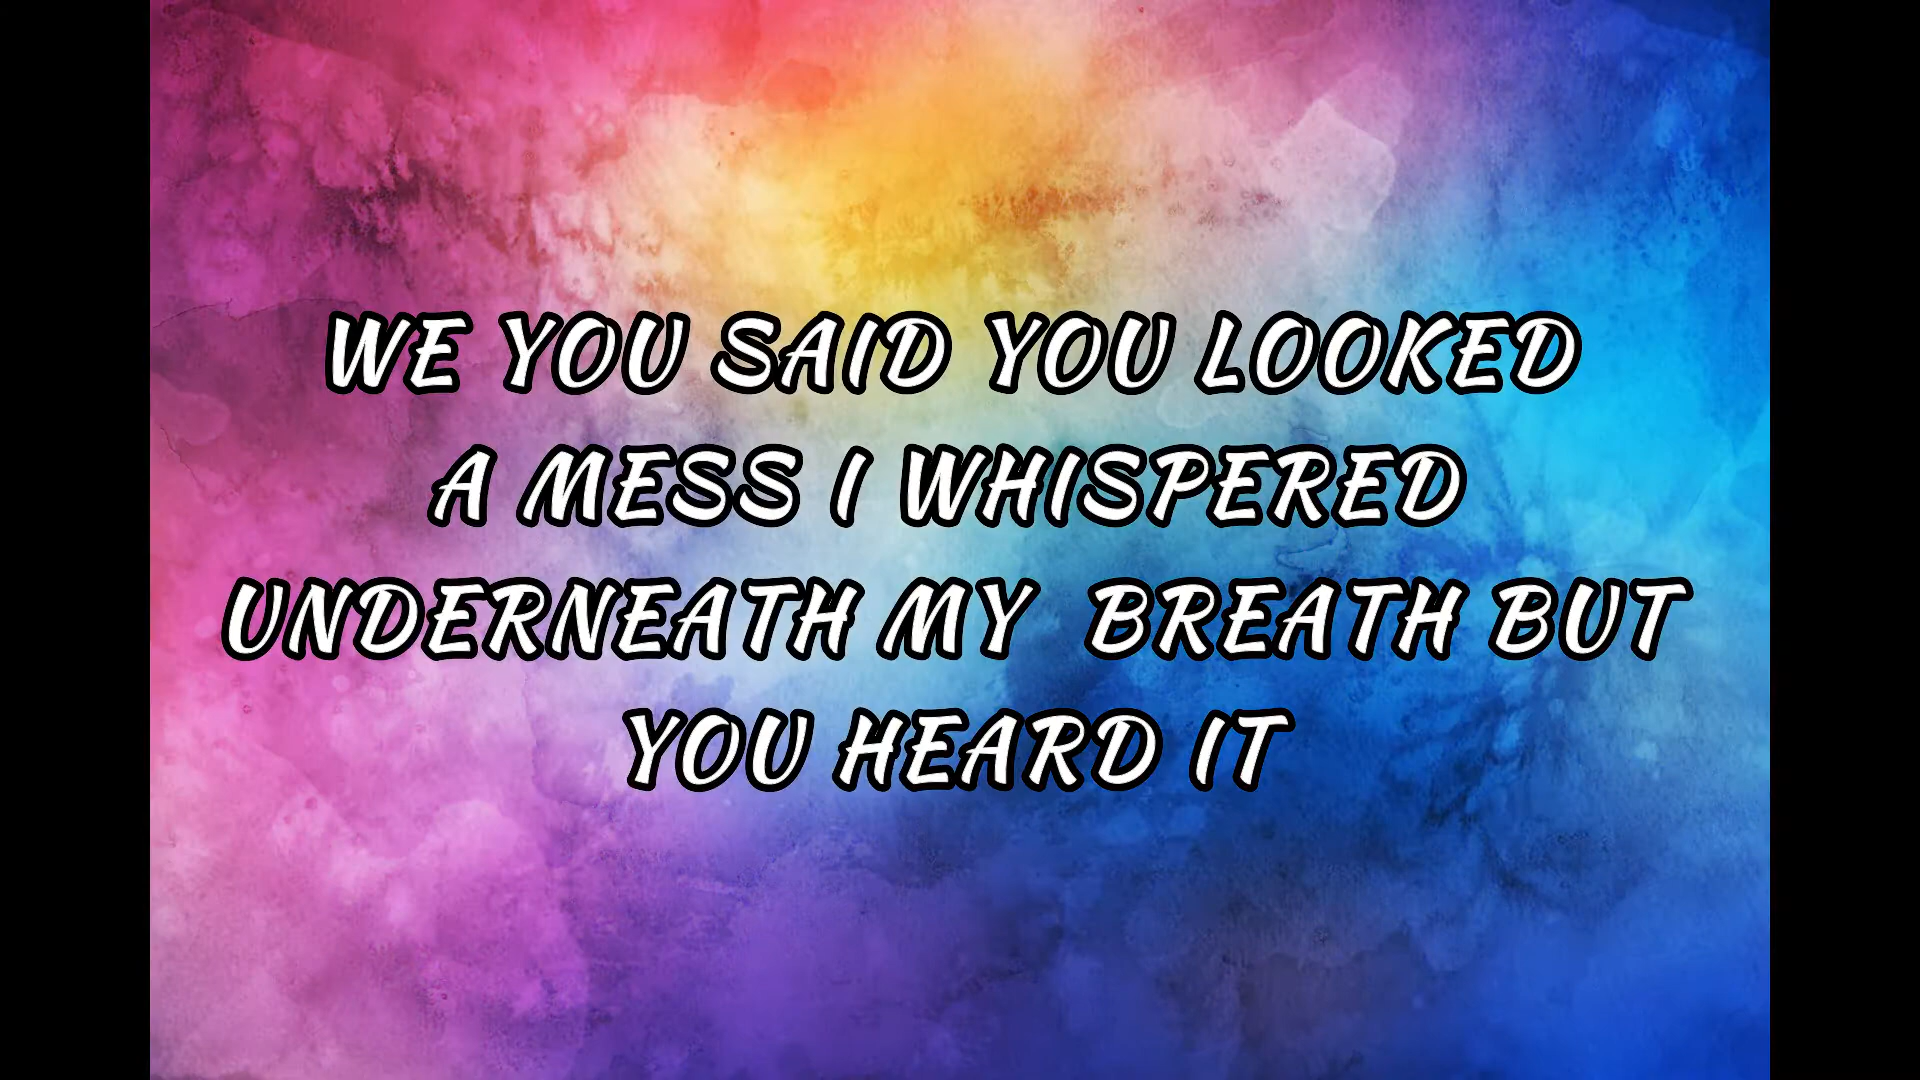 WE YOU SAID YOU LOOKED
A MESS I WHISPERED
UNDERNEATH MY BREATH BUT
YOU HEARD IT